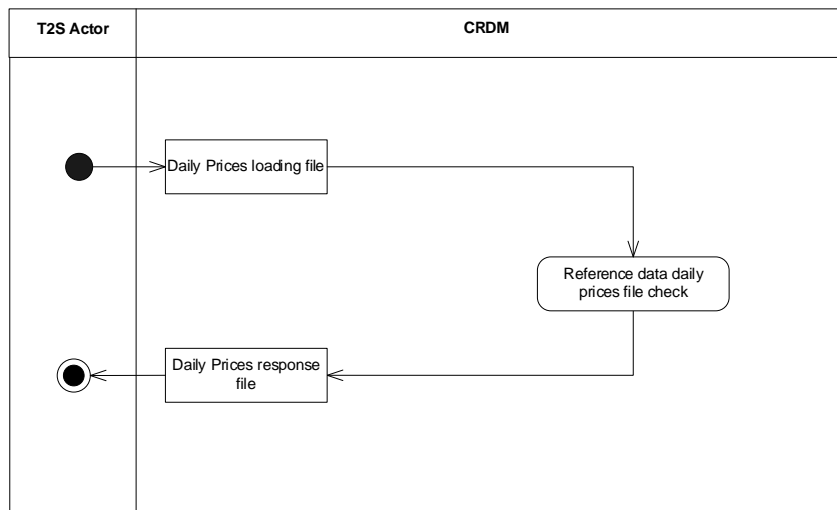 T2S Actor
CRDM
Daily Prices loading file
Reference data daily
prices file check
Daily Prices response
file